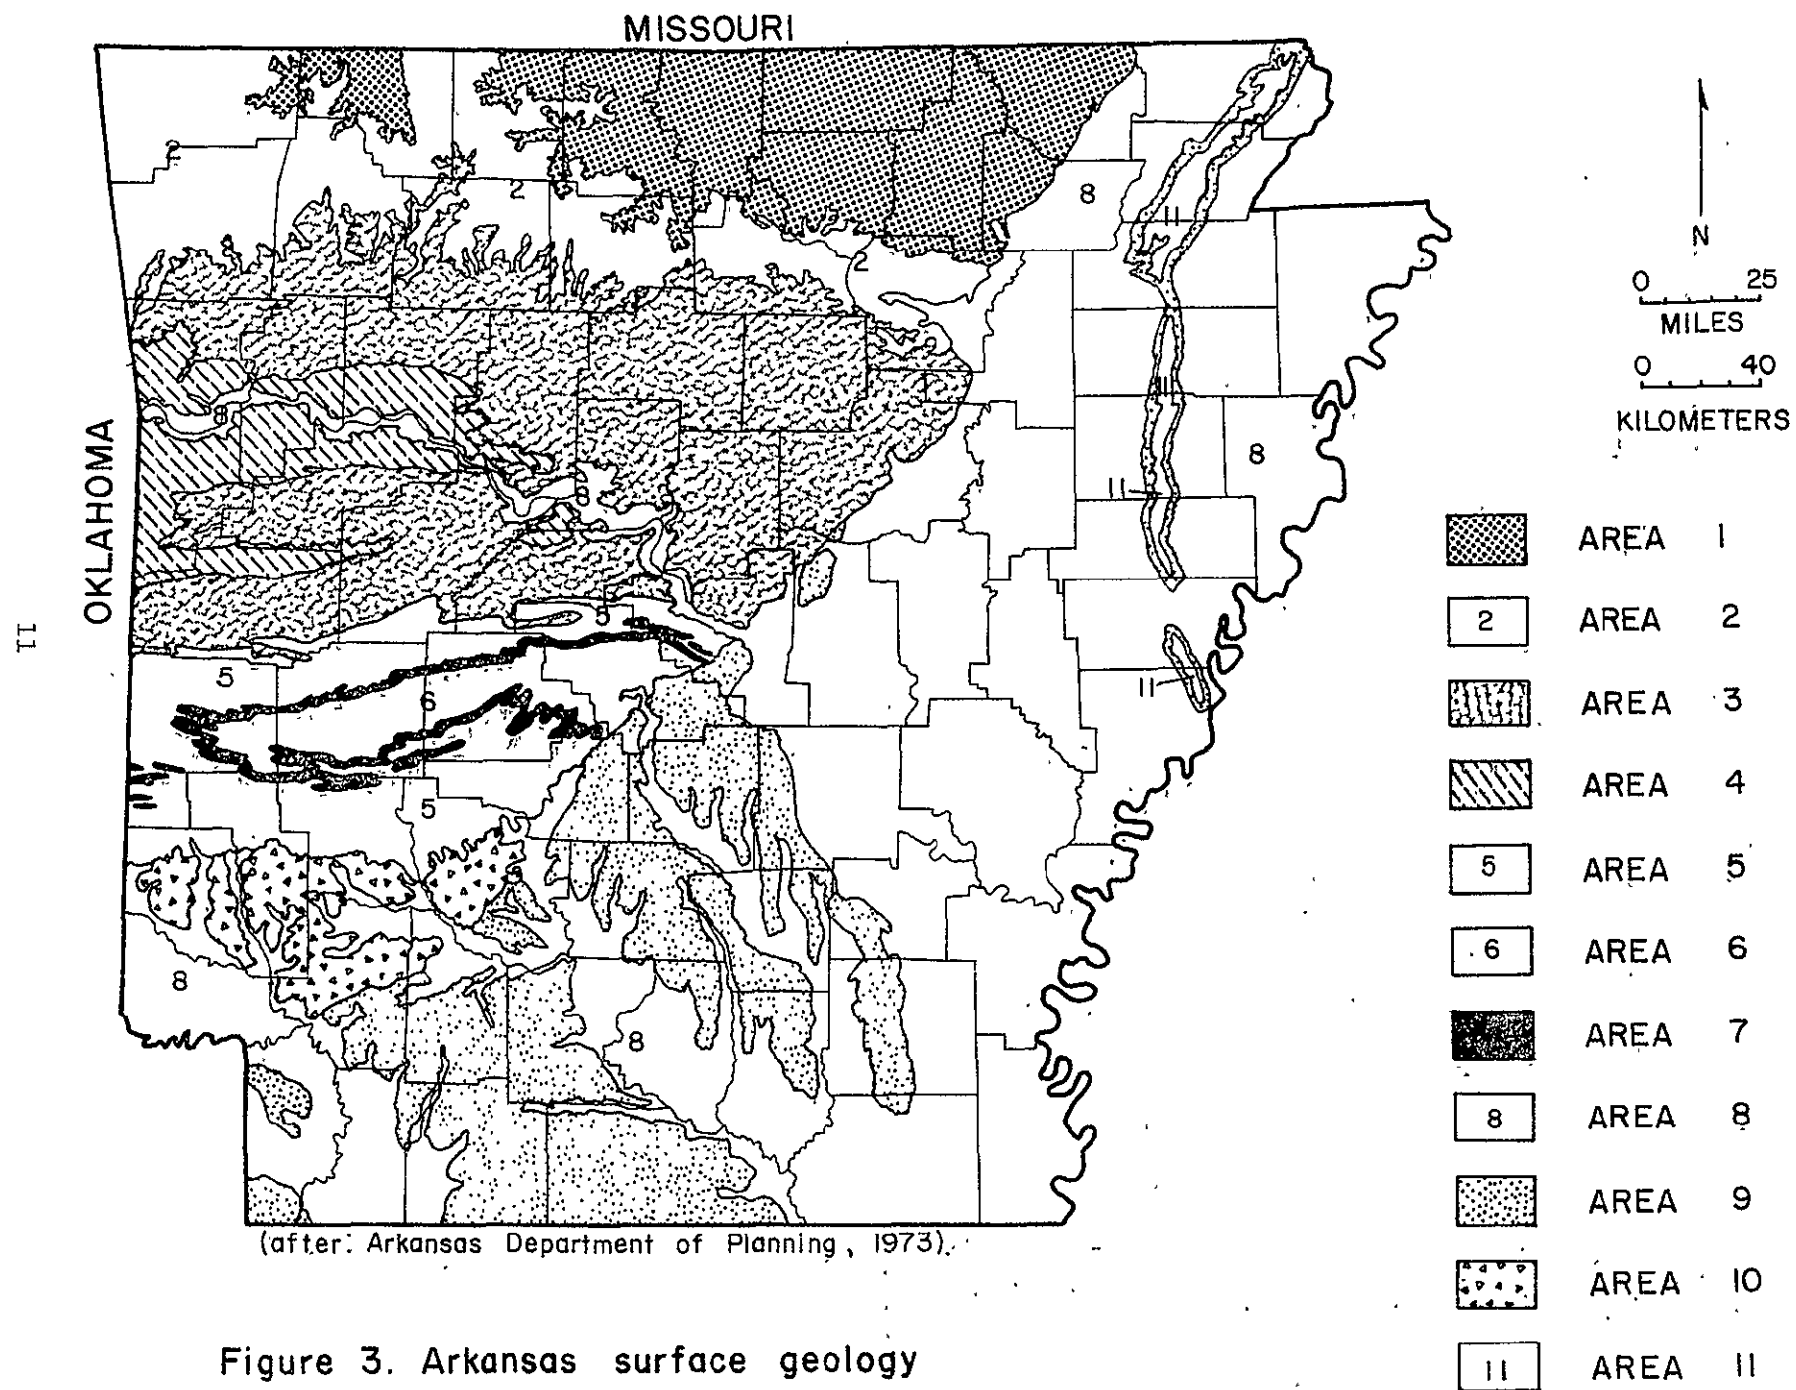 MISSOURI
2
2
8
11
2
N
0 25
MILES
0 40
KILOMETERS
OKLAHOMA
8
11
8
11
8
5
5
6
11
5
8
8
11
AREA 1
2 AREA 2
AREA 3
AREA 4
5 AREA 5
6 AREA 6
AREA 7
8 AREA 8
AREA 9
AREA 10
11 AREA 11
(after: Arkansas Department of Planning, 1973).
Figure 3. Arkansas surface geology